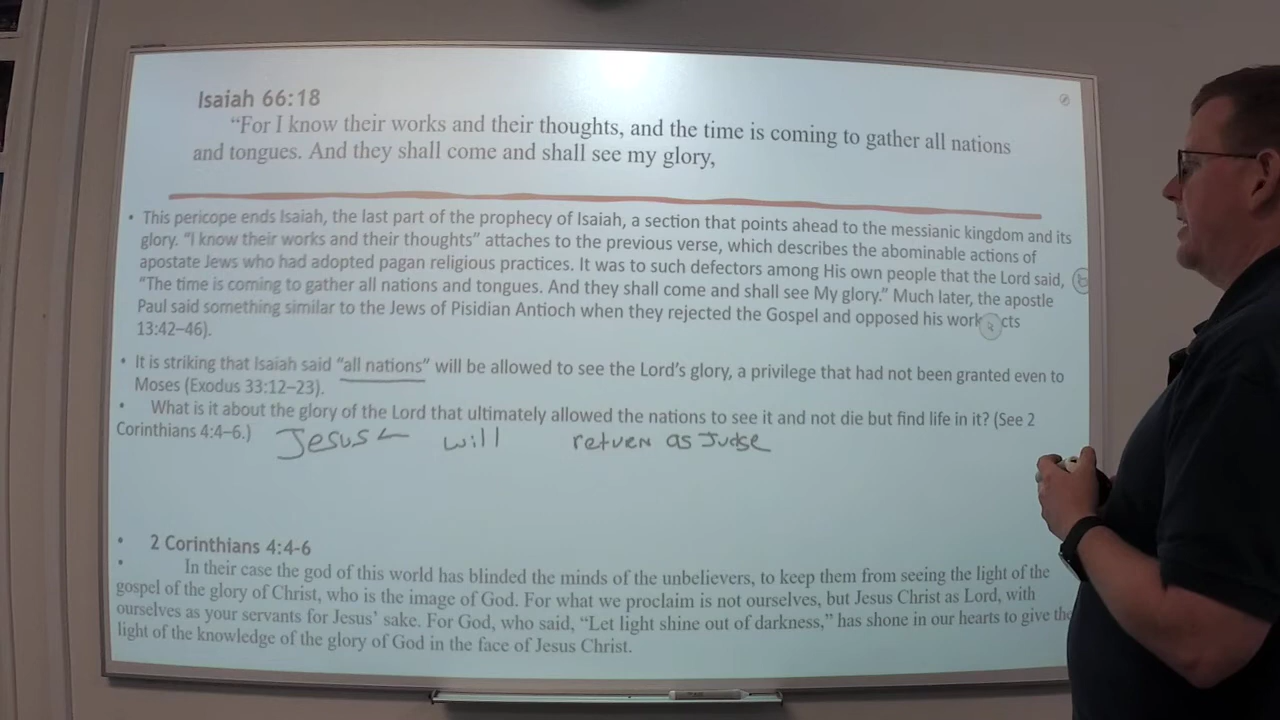 Isaiah 66:18
“For I know their works and their thoughts, and the time is coming to gather all nations
and tongues. And they shall come and shall see my glory,
• This pericope ends Isaiah, the last part of the prophecy of Isaiah, a section that points ahead to the messianic kingdom and its
glory. “I know their works and their thoughts” attaches to the previous verse, which describes the abominable actions of
apostate Jews who had adopted pagan religious practices. It was to such defectors among His own people that the Lord said,
“The time is coming to gather all nations and tongues. And they shall come and shall see My glory.” Much later, the apostle
Paul said something similar to the Jews of Pisidian Antioch when they rejected the Gospel and opposed his work cts
13:42–46).
• It is striking that Isaiah said “all nations” will be allowed to see the Lord’s glory, a privilege that had not been granted even to
Moses (Exodus 33:12–23).
• What is it about the glory of the Lord that ultimately allowed the nations to see it and not die but find life in it? (See 2
Corinthians 4:4–6.) Jesus will return as Judge
• 2 Corinthians 4:4-6
• In their case the god of this world has blinded the minds of the unbelievers, to keep them from seeing the light of the
gospel of the glory of Christ, who is the image of God. For what we proclaim is not ourselves, but Jesus Christ as Lord, with
ourselves as your servants for Jesus’ sake. For God, who said, “Let light shine out of darkness,” has shone in our hearts to give the
light of the knowledge of the glory of God in the face of Jesus Christ.